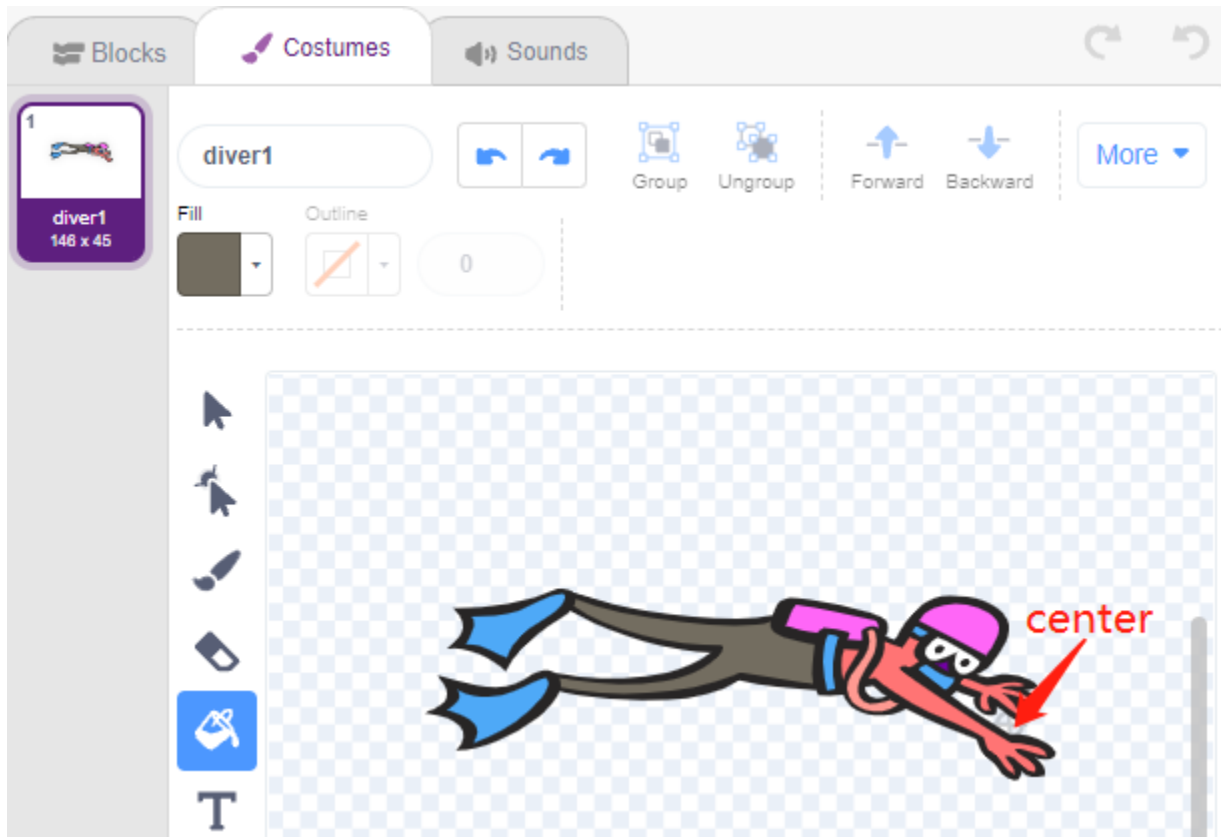 Blocks
Costumes
Sounds
1
diver1
146 x 45
diver1
Group
Ungroup
Forward
Backward
More
Fill
Outline
0
center
T